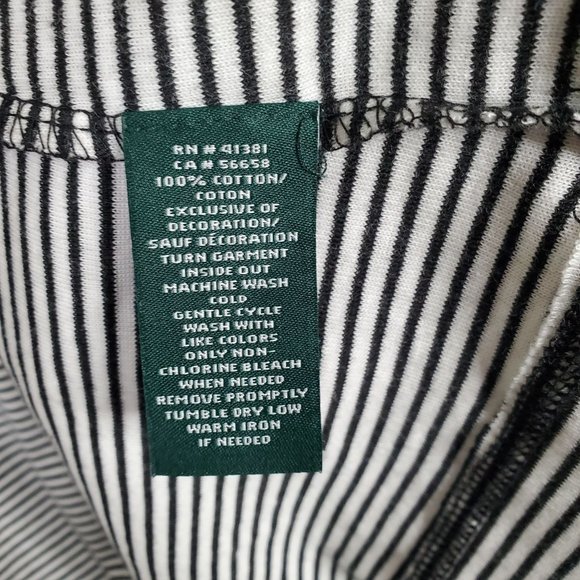 RN # 41381
CA # 56658
100% COTTON/
COTON
EXCLUSIVE OF
DECORATION/
SAUF DÉCORATION
TURN GARMENT
INSIDE OUT
MACHINE WASH
COLD
GENTLE CYCLE
WASH WITH
LIKE COLORS
ONLY NON-
CHLORINE BLEACH
WHEN NEEDED
REMOVE PROMPTLY
TUMBLE DRY LOW
WARM IRON
IF NEEDED